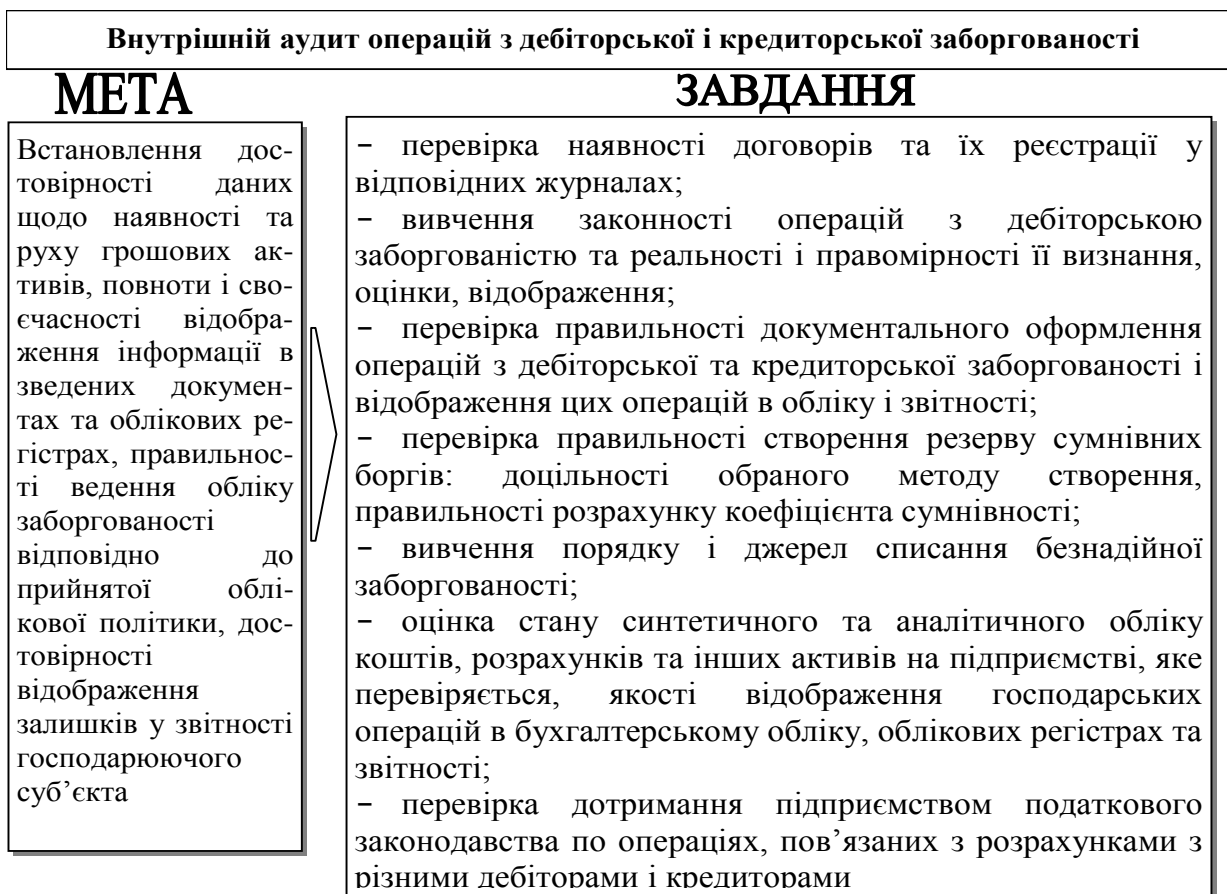 Внутрішній аудит операцій з дебіторської і кредиторської заборгованості
МЕТА
Встановлення дос-
товірності даних
щодо наявності та
руху грошових ак-
тивів, повноти і сво-
єчасності відобра-
ження інформації в
зведених докумен-
тах та облікових ре-
гістрах, правильнос-
ті ведення обліку
заборгованості
відповідно до
прийнятої облі-
кової політики, дос-
товірності
відображення
залишків у звітності
господарюючого
суб’єкта
ЗАВДАННЯ
− перевірка наявності договорів та їх реєстрації у
відповідних журналах;
− вивчення законності операцій з дебіторською
заборгованістю та реальності і правомірності її визнання,
оцінки, відображення;
− перевірка правильності документального оформлення
операцій з дебіторської та кредиторської заборгованості і
відображення цих операцій в обліку і звітності;
− перевірка правильності створення резерву сумнівних
боргів: доцільності обраного методу створення,
правильності розрахунку коефіцієнта сумнівності;
− вивчення порядку і джерел списання безнадійної
заборгованості;
− оцінка стану синтетичного та аналітичного обліку
коштів, розрахунків та інших активів на підприємстві, яке
перевіряється, якості відображення господарських
операцій в бухгалтерському обліку, облікових регістрах та
звітності;
− перевірка дотримання підприємством податкового
законодавства по операціях, пов’язаних з розрахунками з
різними дебіторами і кредиторами